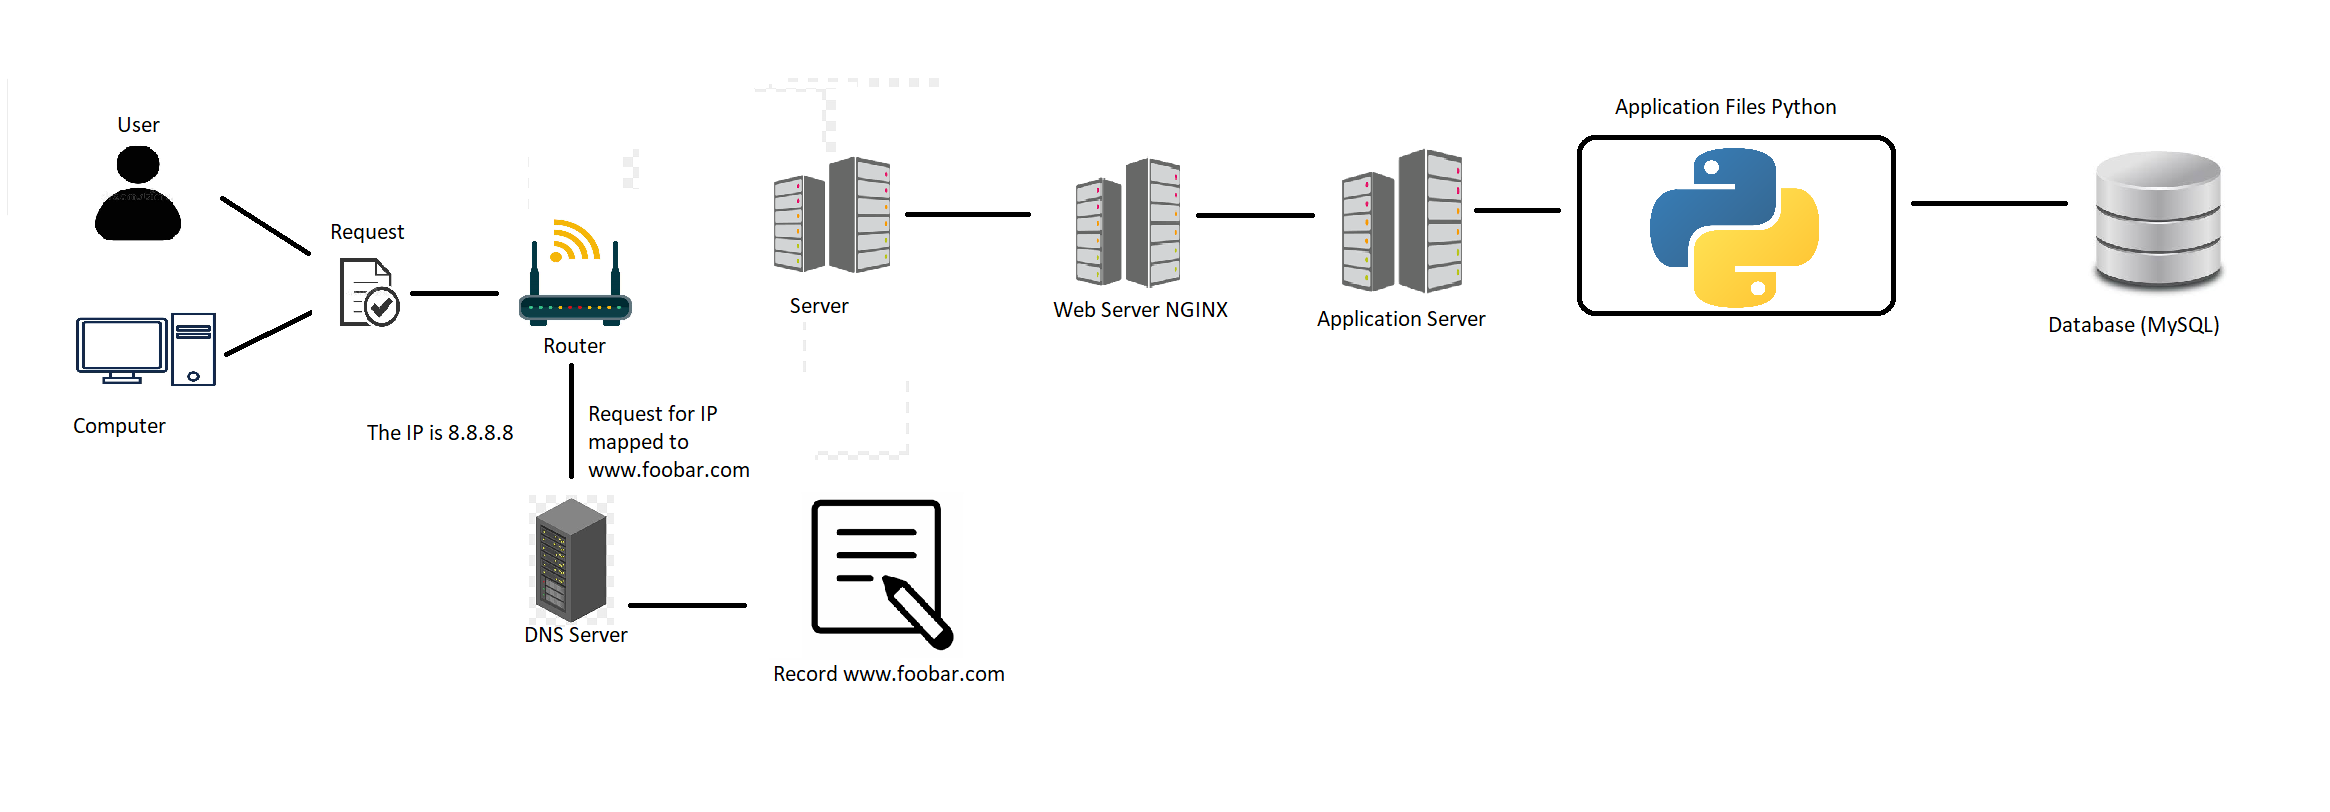 User
Request
Computer
Router
The IP is 8.8.8.8
Request for IP
mapped to
www.foobar.com
DNS Server
Record www.foobar.com
Server
Web Server NGINX
Application Server
Application Files Python
Database (MySQL)